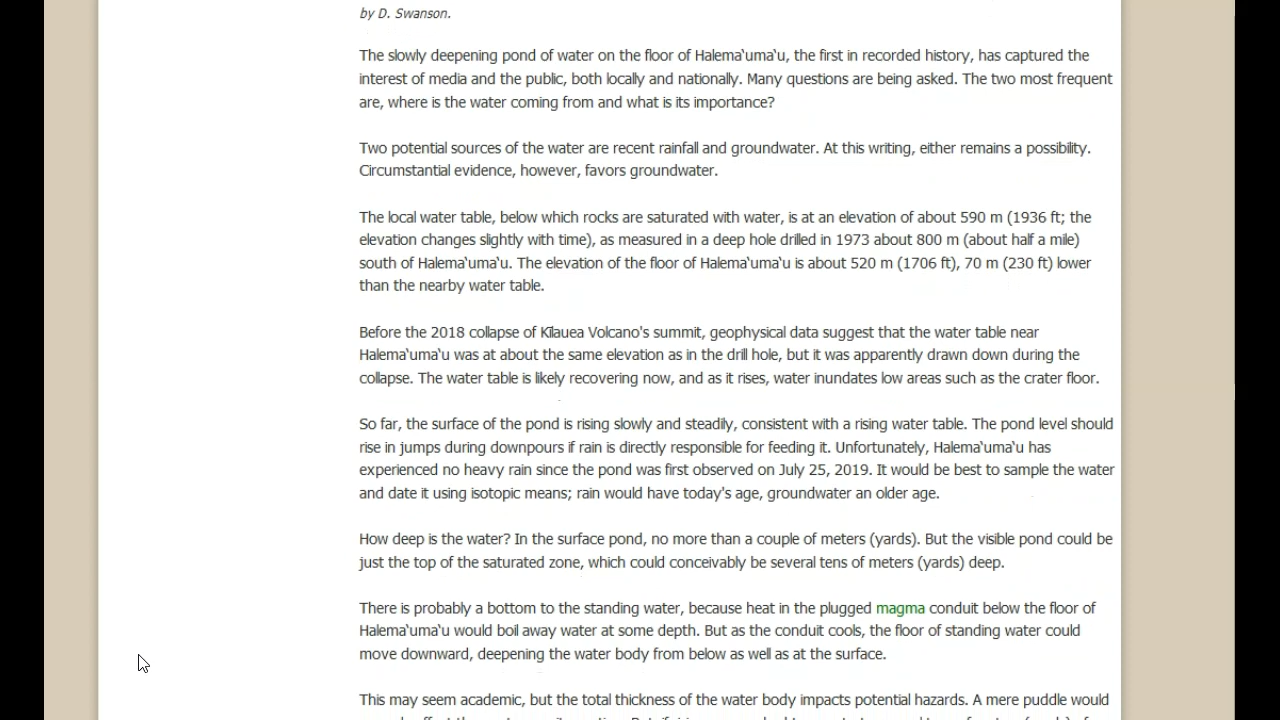 by D. Swanson.
The slowly deepening pond of water on the floor of Halemaʻumaʻu, the first in recorded history, has captured the
interest of media and the public, both locally and nationally. Many questions are being asked. The two most frequent
are, where is the water coming from and what is its importance?
Two potential sources of the water are recent rainfall and groundwater. At this writing, either remains a possibility.
Circumstantial evidence, however, favors groundwater.
The local water table, below which rocks are saturated with water, is at an elevation of about 590 m (1936 ft; the
elevation changes slightly with time), as measured in a deep hole drilled in 1973 about 800 m (about half a mile)
south of Halemaʻumaʻu. The elevation of the floor of Halemaʻumaʻu is about 520 m (1706 ft), 70 m (230 ft) lower
than the nearby water table.
Before the 2018 collapse of Kīlauea Volcano's summit, geophysical data suggest that the water table near
Halemaʻumaʻu was at about the same elevation as in the drill hole, but it was apparently drawn down during the
collapse. The water table is likely recovering now, and as it rises, water inundates low areas such as the crater floor.
So far, the surface of the pond is rising slowly and steadily, consistent with a rising water table. The pond level should
rise in jumps during downpours if rain is directly responsible for feeding it. Unfortunately, Halemaʻumaʻu has
experienced no heavy rain since the pond was first observed on July 25, 2019. It would be best to sample the water
and date it using isotopic means; rain would have today's age, groundwater an older age.
How deep is the water? In the surface pond, no more than a couple of meters (yards). But the visible pond could be
just the top of the saturated zone, which could conceivably be several tens of meters (yards) deep.
There is probably a bottom to the standing water, because heat in the plugged magma conduit below the floor of
Halemaʻumaʻu would boil away water at some depth. But as the conduit cools, the floor of standing water could
move downward, deepening the water body from below as well as at the surface.
This may seem academic, but the total thickness of the water body impacts potential hazards. A mere puddle would